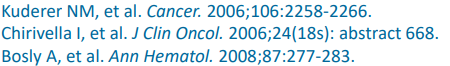 Kuderer NM, et al. Cancer. 2006;106:2258-2266.
Chirivella I, et al. J Clin Oncol. 2006;24(18s): abstract 668.
Bosly A, et al. Ann Hematol. 2008;87:277-283.